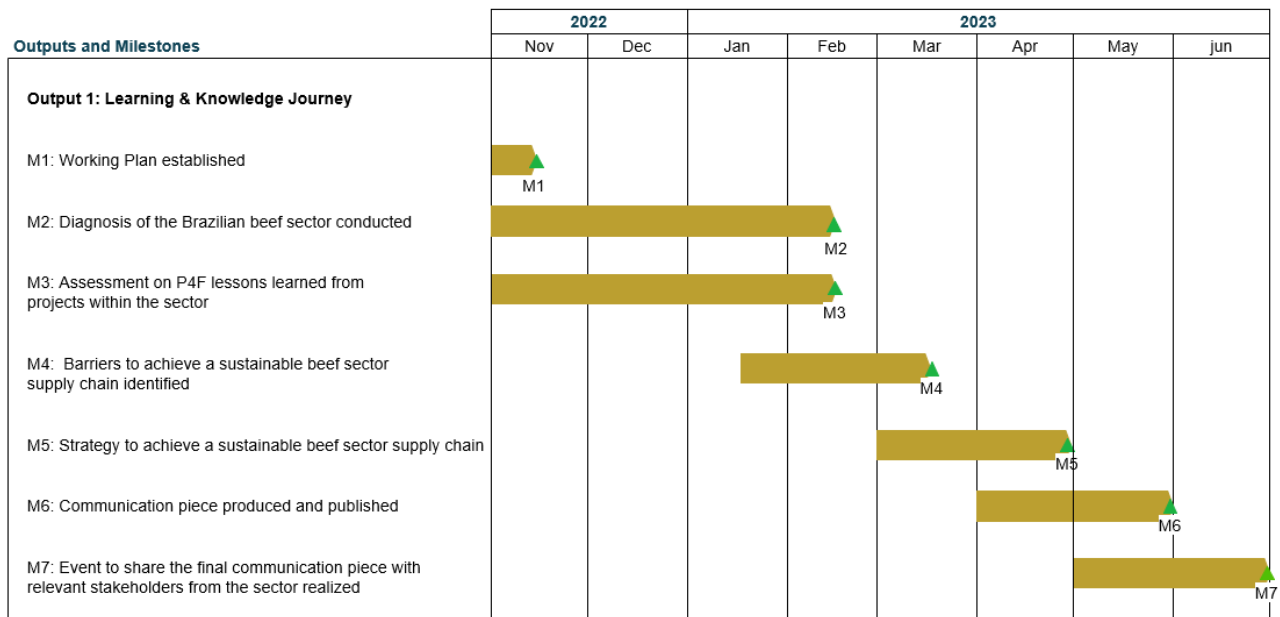 2022 2023
Outputs and Milestones Nov Dec Jan Feb Mar Apr May jun
Output 1: Learning & Knowledge Journey
M1: Working Plan established
M1
M2: Diagnosis of the Brazilian beef sector conducted
M2
M3: Assessment on P4F lessons learned from
projects within the sector
M3
M4: Barriers to achieve a sustainable beef sector
supply chain identified
M4
M5: Strategy to achieve a sustainable beef sector supply chain
M5
M6: Communication piece produced and published
M6
M7: Event to share the final communication piece with
relevant stakeholders from the sector realized
M7